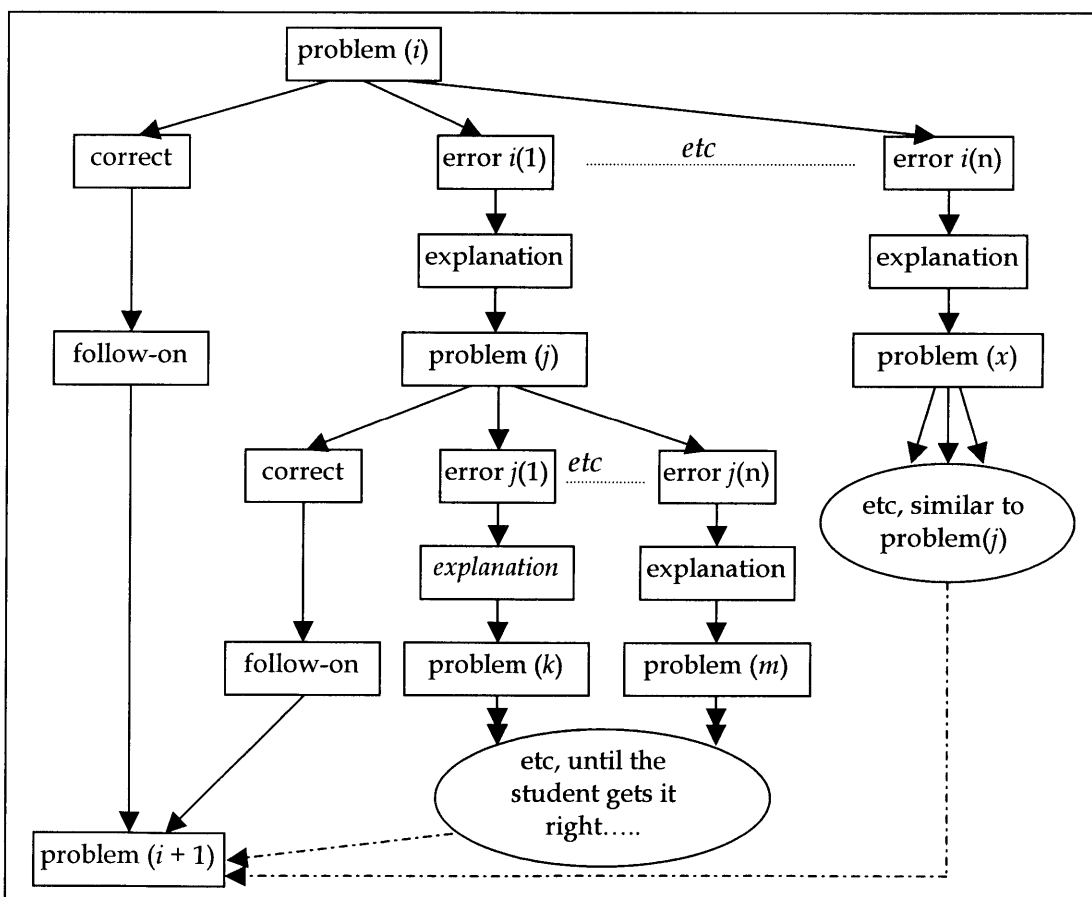 problem (i)
correct
error i(1)
etc
error i(n)
explanation
explanation
follow-on
problem (j)
problem (x)
correct
error j(1)
etc
error j(n)
etc, similar to
problem(j)
explanation
explanation
follow-on
problem (k)
problem (m)
etc, until the
student gets it
right…..
problem (i + 1)